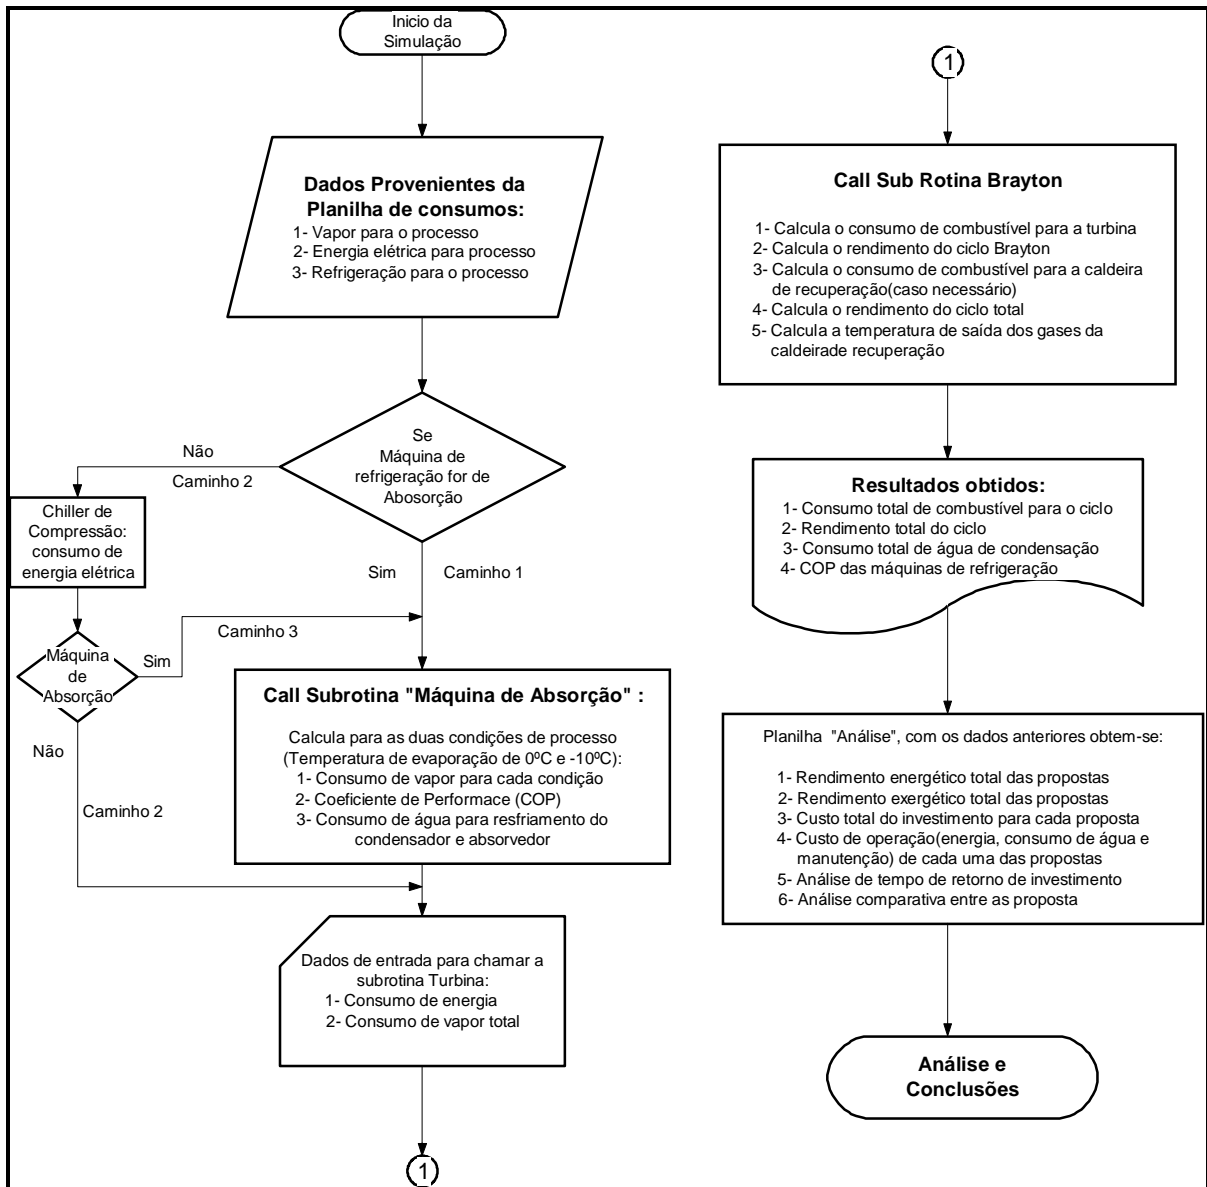 Inicio da
Simulação
Dados Provenientes da
Planilha de consumos:
1- Vapor para o processo
2- Energia elétrica para processo
3- Refrigeração para o processo
Se
Máquina de
refrigeração for de
Abosorção
Não
Caminho 2
Chiller de
Compressão:
consumo de
energia elétrica
Sim
Caminho 1
Caminho 3
Máquina
de
Absorção
Sim
Não
Caminho 2
Call Subrotina "Máquina de Absorção" :
Calcula para as duas condições de processo
(Temperatura de evaporação de 0ºC e -10ºC):
1- Consumo de vapor para cada condição
2- Coeficiente de Performace (COP)
3- Consumo de água para resfriamento do
condensador e absorvedor
Dados de entrada para chamar a
subrotina Turbina:
1- Consumo de energia
2- Consumo de vapor total
1
1
Call Sub Rotina Brayton
1- Calcula o consumo de combustível para a turbina
2- Calcula o rendimento do ciclo Brayton
3- Calcula o consumo de combustível para a caldeira
de recuperação(caso necessário)
4- Calcula o rendimento do ciclo total
5- Calcula a temperatura de saída dos gases da
caldeirade recuperação
Resultados obtidos:
1- Consumo total de combustível para o ciclo
2- Rendimento total do ciclo
3- Consumo total de água de condensação
4- COP das máquinas de refrigeração
Planilha "Análise", com os dados anteriores obtem-se:
1- Rendimento energético total das propostas
2- Rendimento exergético total das propostas
3- Custo total do investimento para cada proposta
4- Custo de operação(energia, consumo de água e
manutenção) de cada uma das propostas
5- Análise de tempo de retorno de investimento
6- Análise comparativa entre as proposta
Análise e
Conclusões